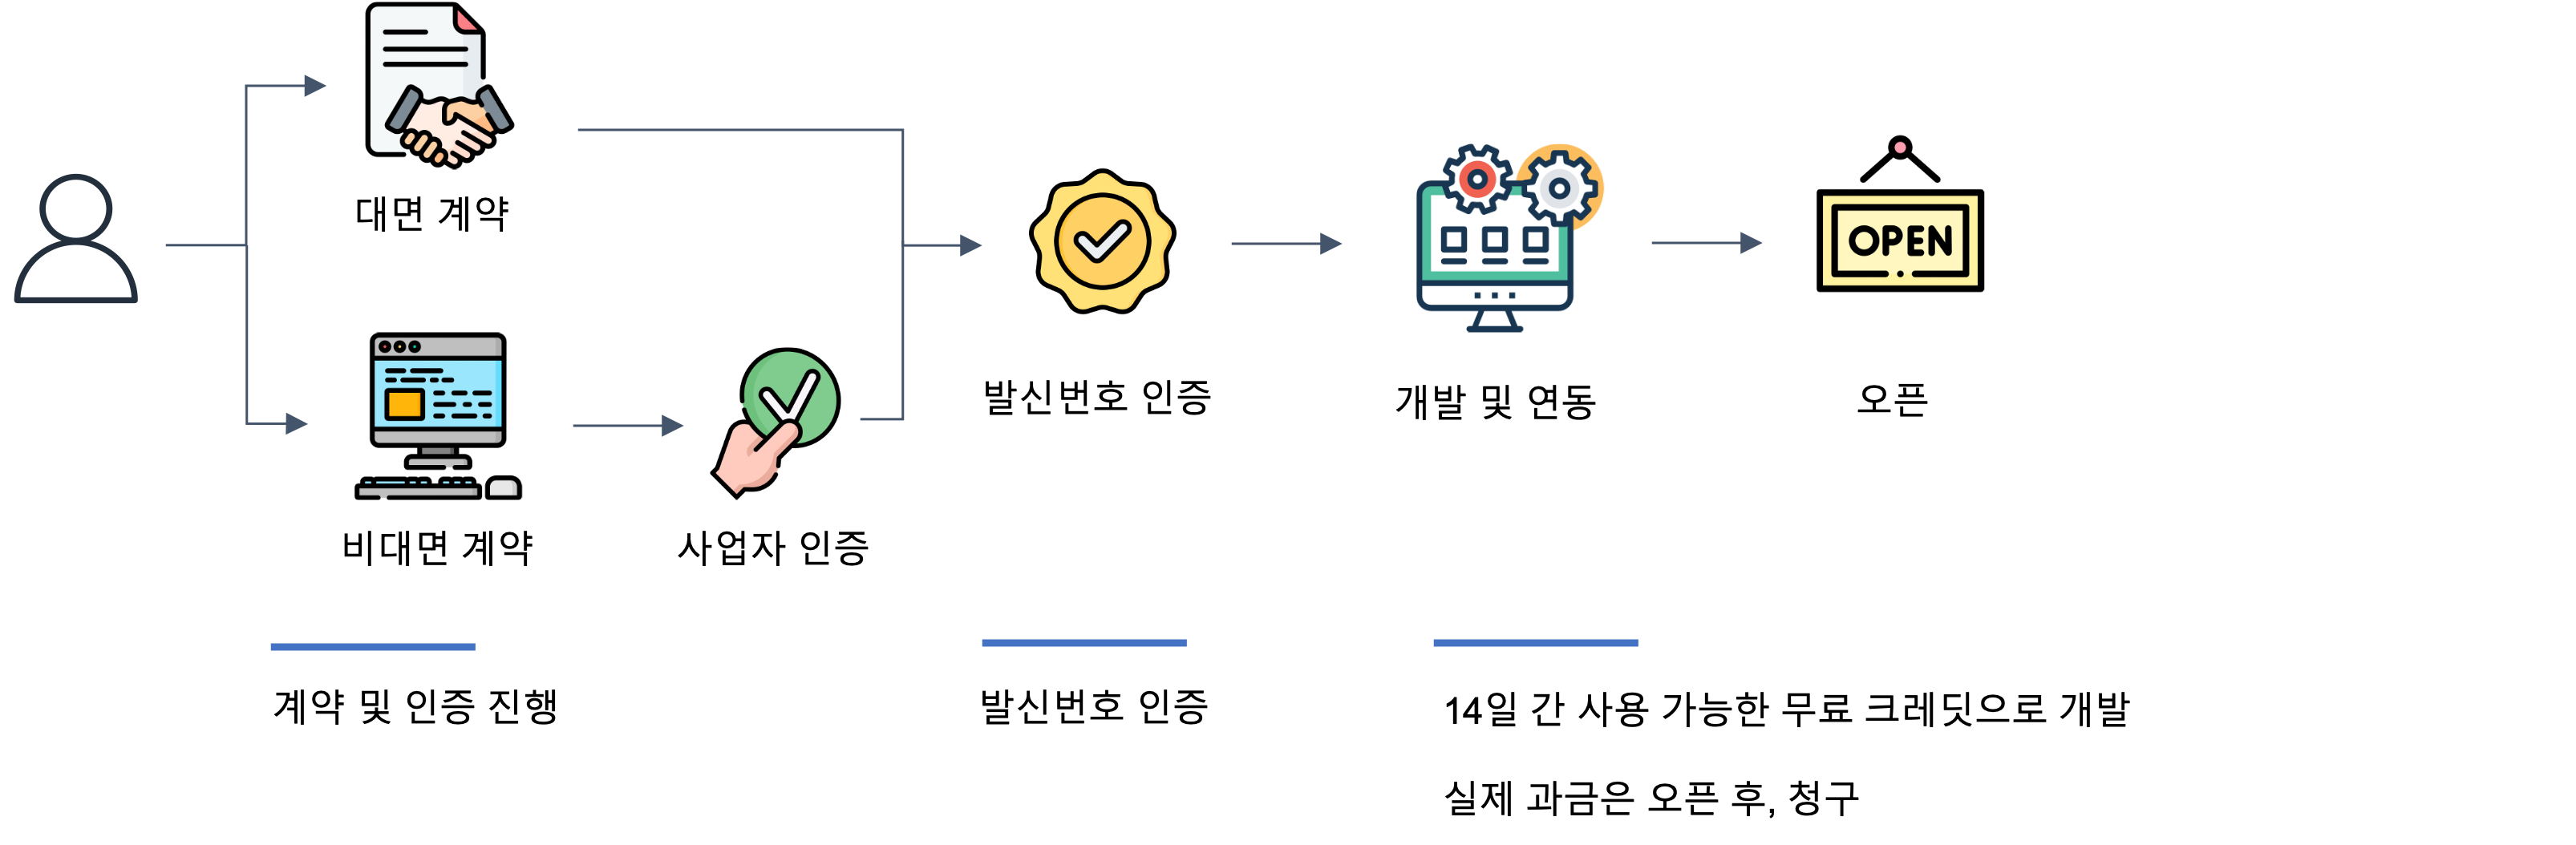 대면 계약
OPEN
발신번호 인증
개발 및 연동
오픈
비대면 계약
사업자 인증
계약 및 인증 진행
발신번호 인증
14일 간 사용 가능한 무료 크레딧으로 개발
실제 과금은 오픈 후, 청구